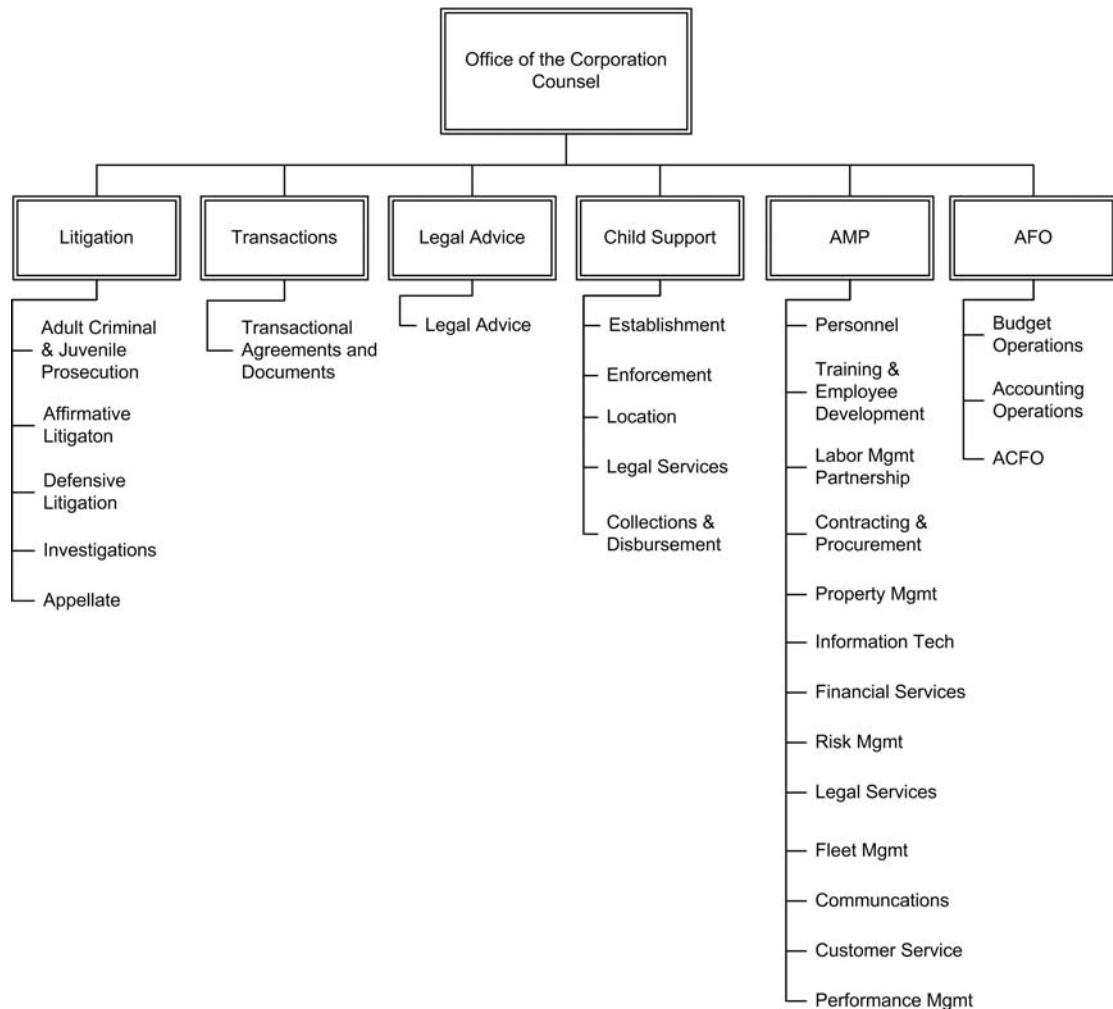 Office of the Corporation
Counsel
Litigation
Transactions
Legal Advice
Child Support
AMP
AFO
Adult Criminal
& Juvenile
Prosecution
Affirmative
Litigaton
Defensive
Litigation
Investigations
Appellate
Transactional
Agreements and
Documents
Legal Advice
Establishment
Enforcement
Location
Legal Services
Collections &
Disbursement
Personnel
Training &
Employee
Development
Labor Mgmt
Partnership
Contracting &
Procurement
Property Mgmt
Information Tech
Financial Services
Risk Mgmt
Legal Services
Fleet Mgmt
Communcations
Customer Service
Performance Mgmt
Budget
Operations
Accounting
Operations
ACFO